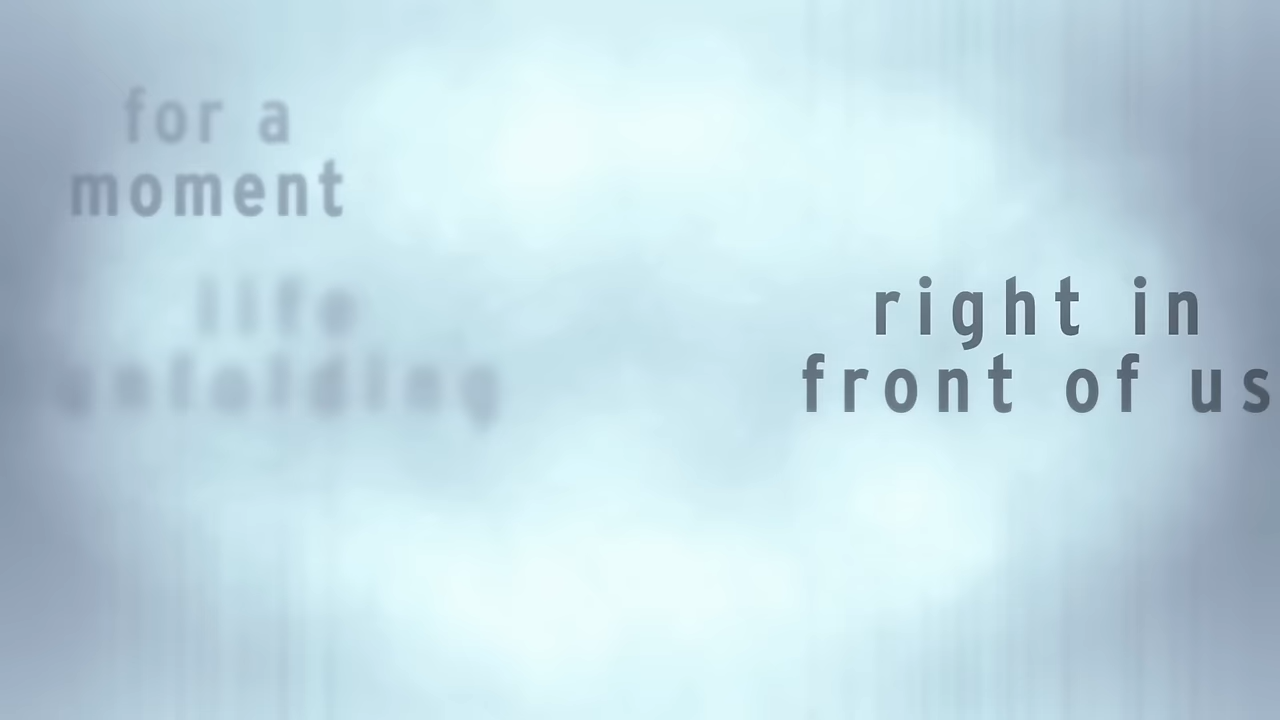 for a
moment
life
unfolding
right in
front of us